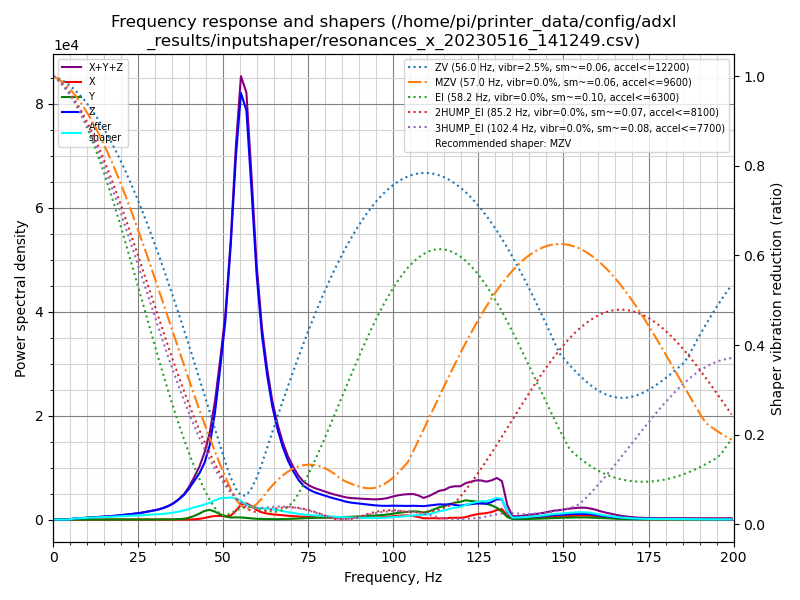 Frequency response and shapers (/home/pi/printer_data/config/adxl
_results/inputshaper/resonances_x_20230516_141249.csv)
1e4
X+Y+Z
X
Y
Z
After
shaper
ZV (56.0 Hz, vibr=2.5%, sm~=0.06, accel<=12200)
MZV (57.0 Hz, vibr=0.0%, sm~=0.06, accel<=9600)
EI (58.2 Hz, vibr=0.0%, sm~=0.10, accel<=6300)
2HUMP_EI (85.2 Hz, vibr=0.0%, sm~=0.07, accel<=8100)
3HUMP_EI (102.4 Hz, vibr=0.0%, sm~=0.08, accel<=7700)
Recommended shaper: MZV
Power spectral density
8
6
4
2
0
1.0
0.8
0.6
0.4
0.2
0.0
Shaper vibration reduction (ratio)
0 25 50 75 100 125 150 175 200
Frequency, Hz